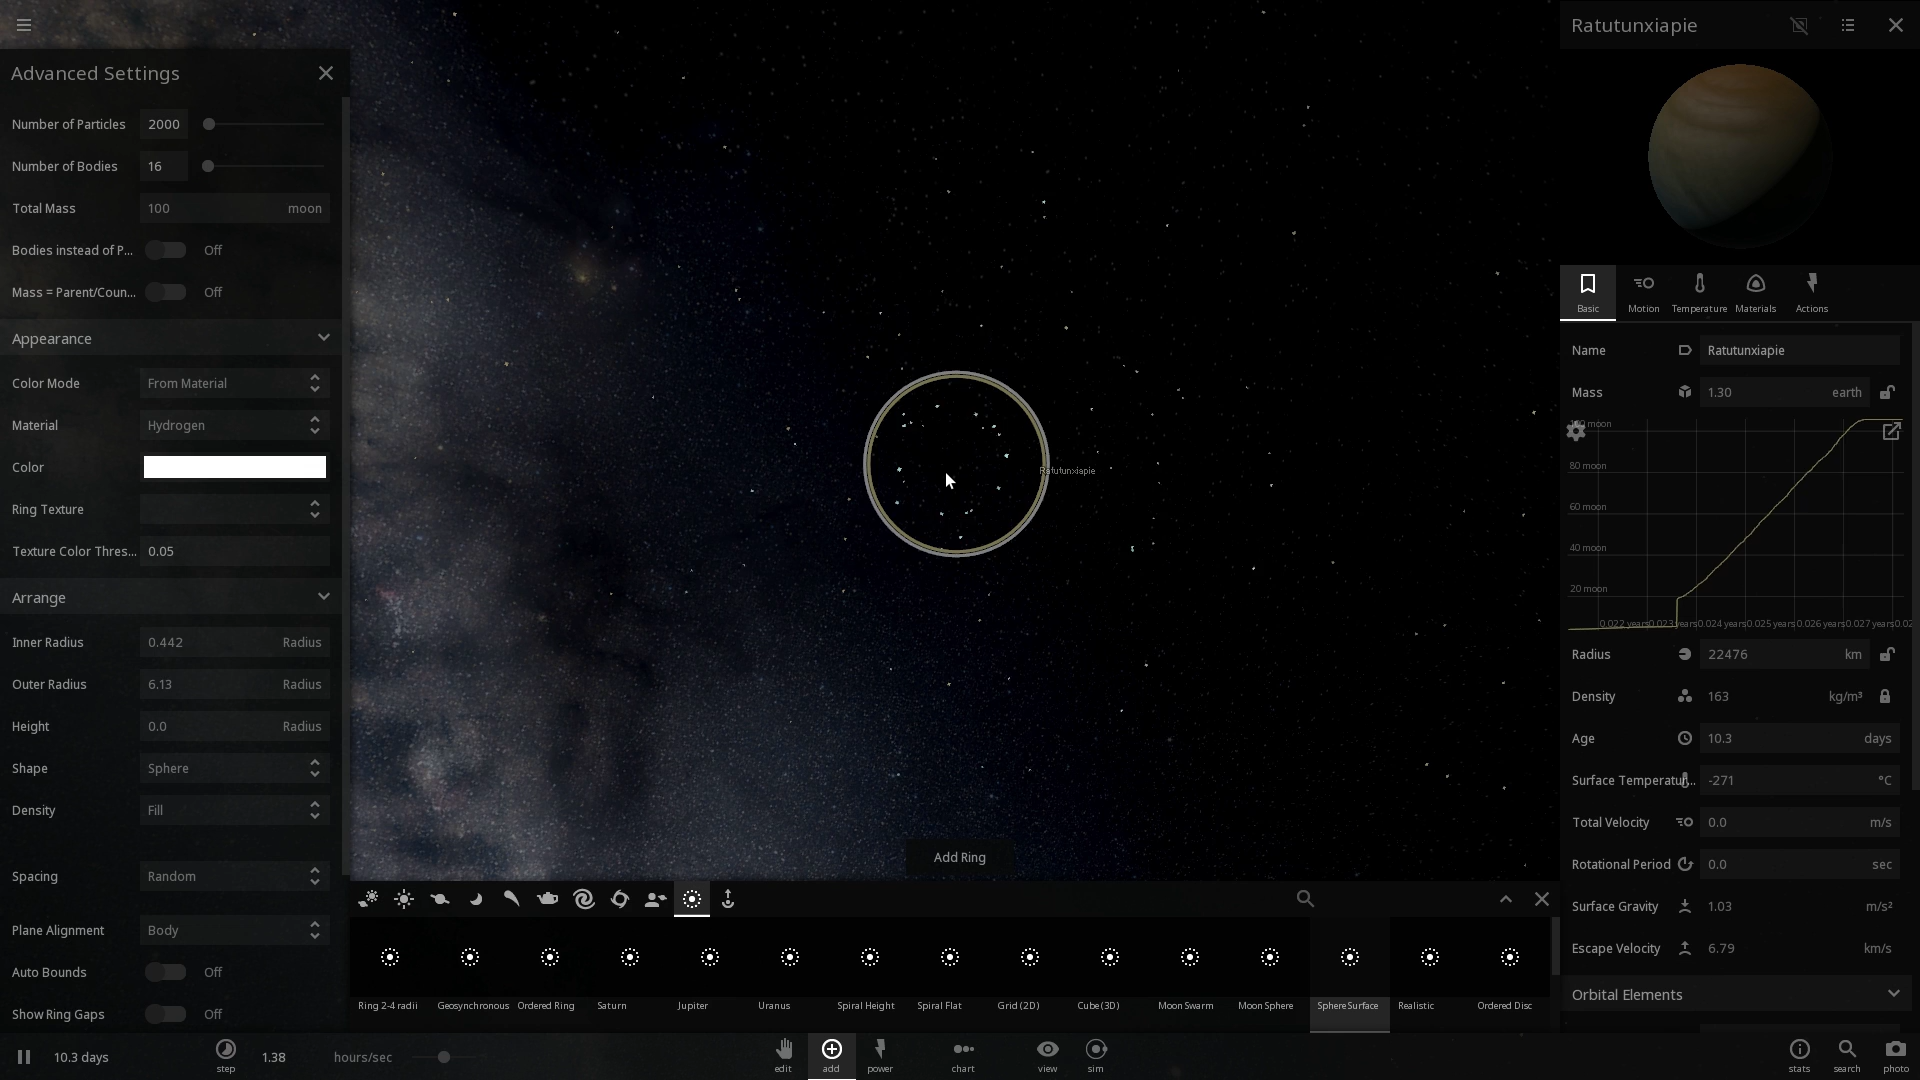 Advanced Settings
Number of Particles 2000
Number of Bodies 16
Total Mass 100 moon
Bodies instead of P... Off
Mass = Parent/Coun... Off
Appearance
Color Mode From Material
Material Hydrogen
Color
Ring Texture
Texture Color Thres... 0.05
Arrange
Inner Radius 0.442 Radius
Outer Radius 6.13 Radius
Height 0.0 Radius
Shape Sphere
Density Fill
Spacing Random
Plane Alignment Body
Auto Bounds Off
Show Ring Gaps Off
Ratutunxiapie
Add Ring
Ring 2-4 radii Geosynchronous Ordered Ring Saturn Jupiter Uranus Spiral Height Spiral Flat Grid (2D) Cube (3D) Moon Swarm Moon Sphere Sphere Surface Realistic Ordered Disc
Ratutunxiapie
Basic Motion Temperature Materials Actions
Name Ratutunxiapie
Mass 1.30 earth
moon
80 moon
60 moon
40 moon
20 moon
0.022 years 0.023 years 0.024 years 0.025 years 0.026 years 0.027 years
Radius 22476 km
Density 163 kg/m³
Age 10.3 days
Surface Temperatur... -271 °C
Total Velocity 0.0 m/s
Rotational Period 0.0 sec
Surface Gravity 1.03 m/s²
Escape Velocity 6.79 km/s
Orbital Elements
10.3 days step 1.38 hours/sec edit add power chart view sim stats search photo